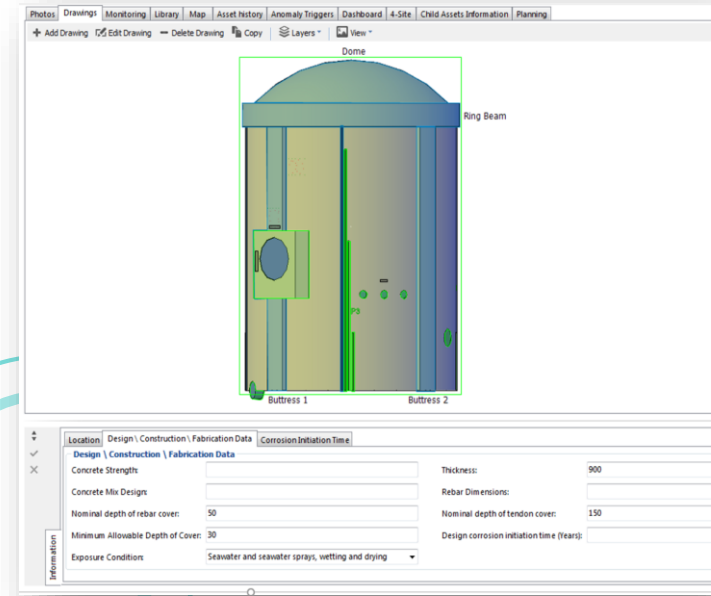 Photos Drawings Monitoring Library Map Asset history Anomaly Triggers Dashboard 4-Site Child Assets Information Planning
Add Drawing Edit Drawing Delete Drawing Copy Layers View
Dome
Ring Beam
P3
Buttress 1 Buttress 2
Location Design \ Construction \ Fabrication Data Corrosion Initiation Time
Design \ Construction \ Fabrication Data
Concrete Strength: Thickness: 900
Concrete Mix Design: Rebar Dimensions:
Nominal depth of rebar cover: 50 Nominal depth of tendon cover: 150
Minimum Allowable Depth of Cover: 30 Design corrosion initiation time (Years):
Exposure Condition: Seawater and seawater sprays, wetting and drying
Information